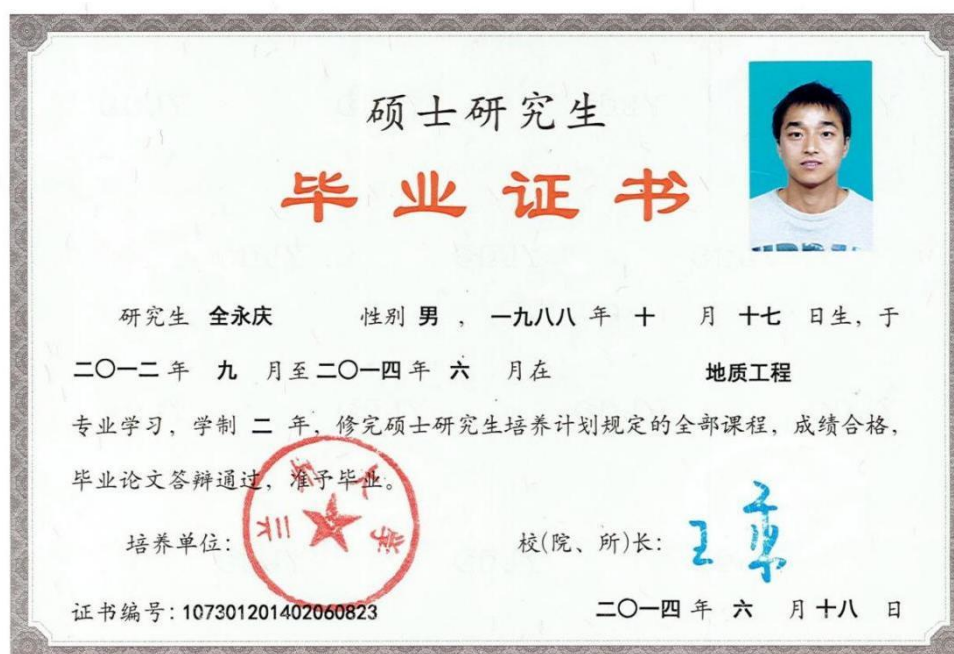 硕士研究生
毕业证书
研究生 全永庆 性别 男 , 一九八八 年 十 月 十七 日生, 于
二〇一二 年 九 月至 二〇一四 年 六 月在 地质工程
专业学习, 学制 二 年, 修完硕士研究生培养计划规定的全部课程, 成绩合格,
毕业论文答辩通过, 准予毕业。
培养单位: 校(院、所)长:
证书编号: 107301201402060823 二〇一四 年 六 月 十八 日